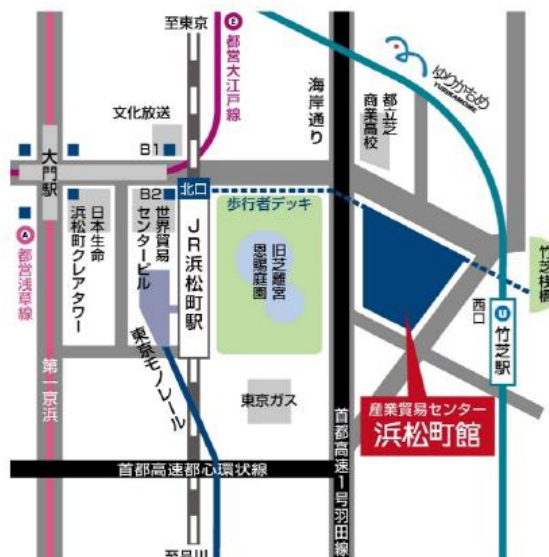 至東京
E
都営大江戸線
海岸通り
ゆりかもめ
YURIKAMOME
文化放送
都立芝
商業高校
大門駅
B1
B2
北口
歩行者デッキ
日本生命
浜松町クレアタワー
世界貿易
センタービル
JR浜松町駅
旧芝離宮
恩賜庭園
A
都営浅草線
竹芝桟橋
西口
U
竹芝駅
第一京浜
東京モノレール
東京ガス
産業貿易センター
浜松町館
首都高速都心環状線
首都高速1号羽田線
至品川